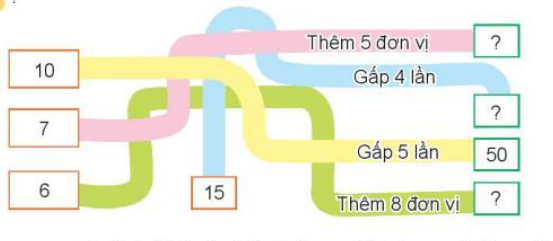 Thêm 5 đơn vị ?
10
Gấp 4 lần
?
7
Gấp 5 lần 50
6
15
Thêm 8 đơn vị ?